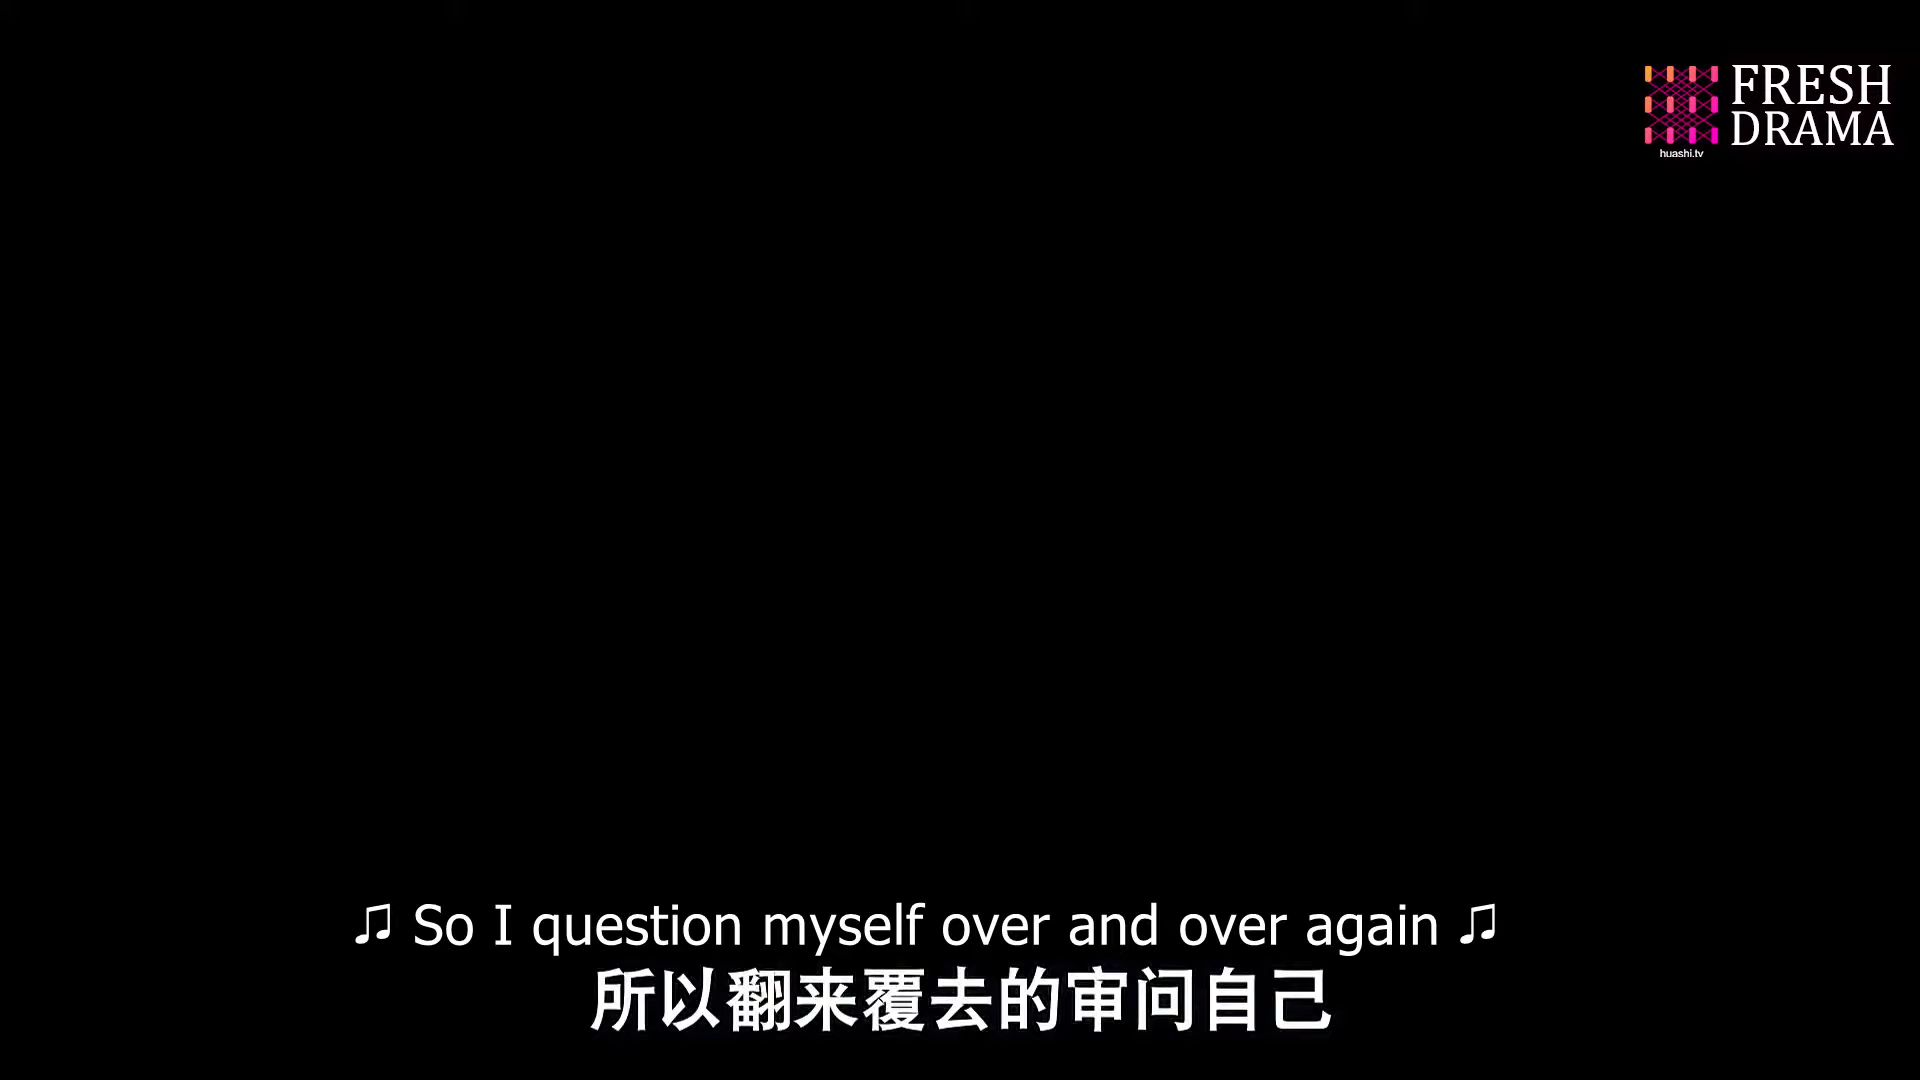 FRESH
DRAMA
huashi.tv
♫ So I question myself over and over again ♫
所以翻来覆去的审问自己